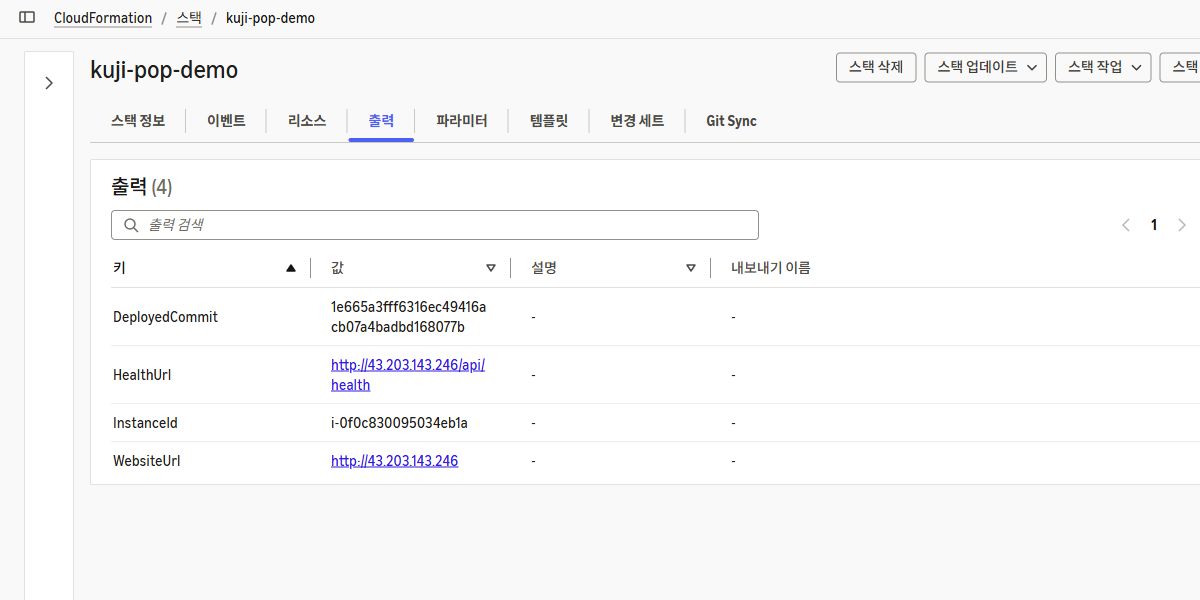 CloudFormation / 스택 / kuji-pop-demo
kuji-pop-demo
스택 삭제 스택 업데이트 스택 작업 스택
스택 정보 이벤트 리소스 출력 파라미터 템플릿 변경 세트 Git Sync
출력 (4)
출력 검색
1
키 값 설명 내보내기 이름
DeployedCommit 1e665a3fff6316ec49416a - -
cb07a4badbd168077b
HealthUrl http://43.203.143.246/api/ - -
health
InstanceId i-0f0c830095034eb1a - -
WebsiteUrl http://43.203.143.246 - -